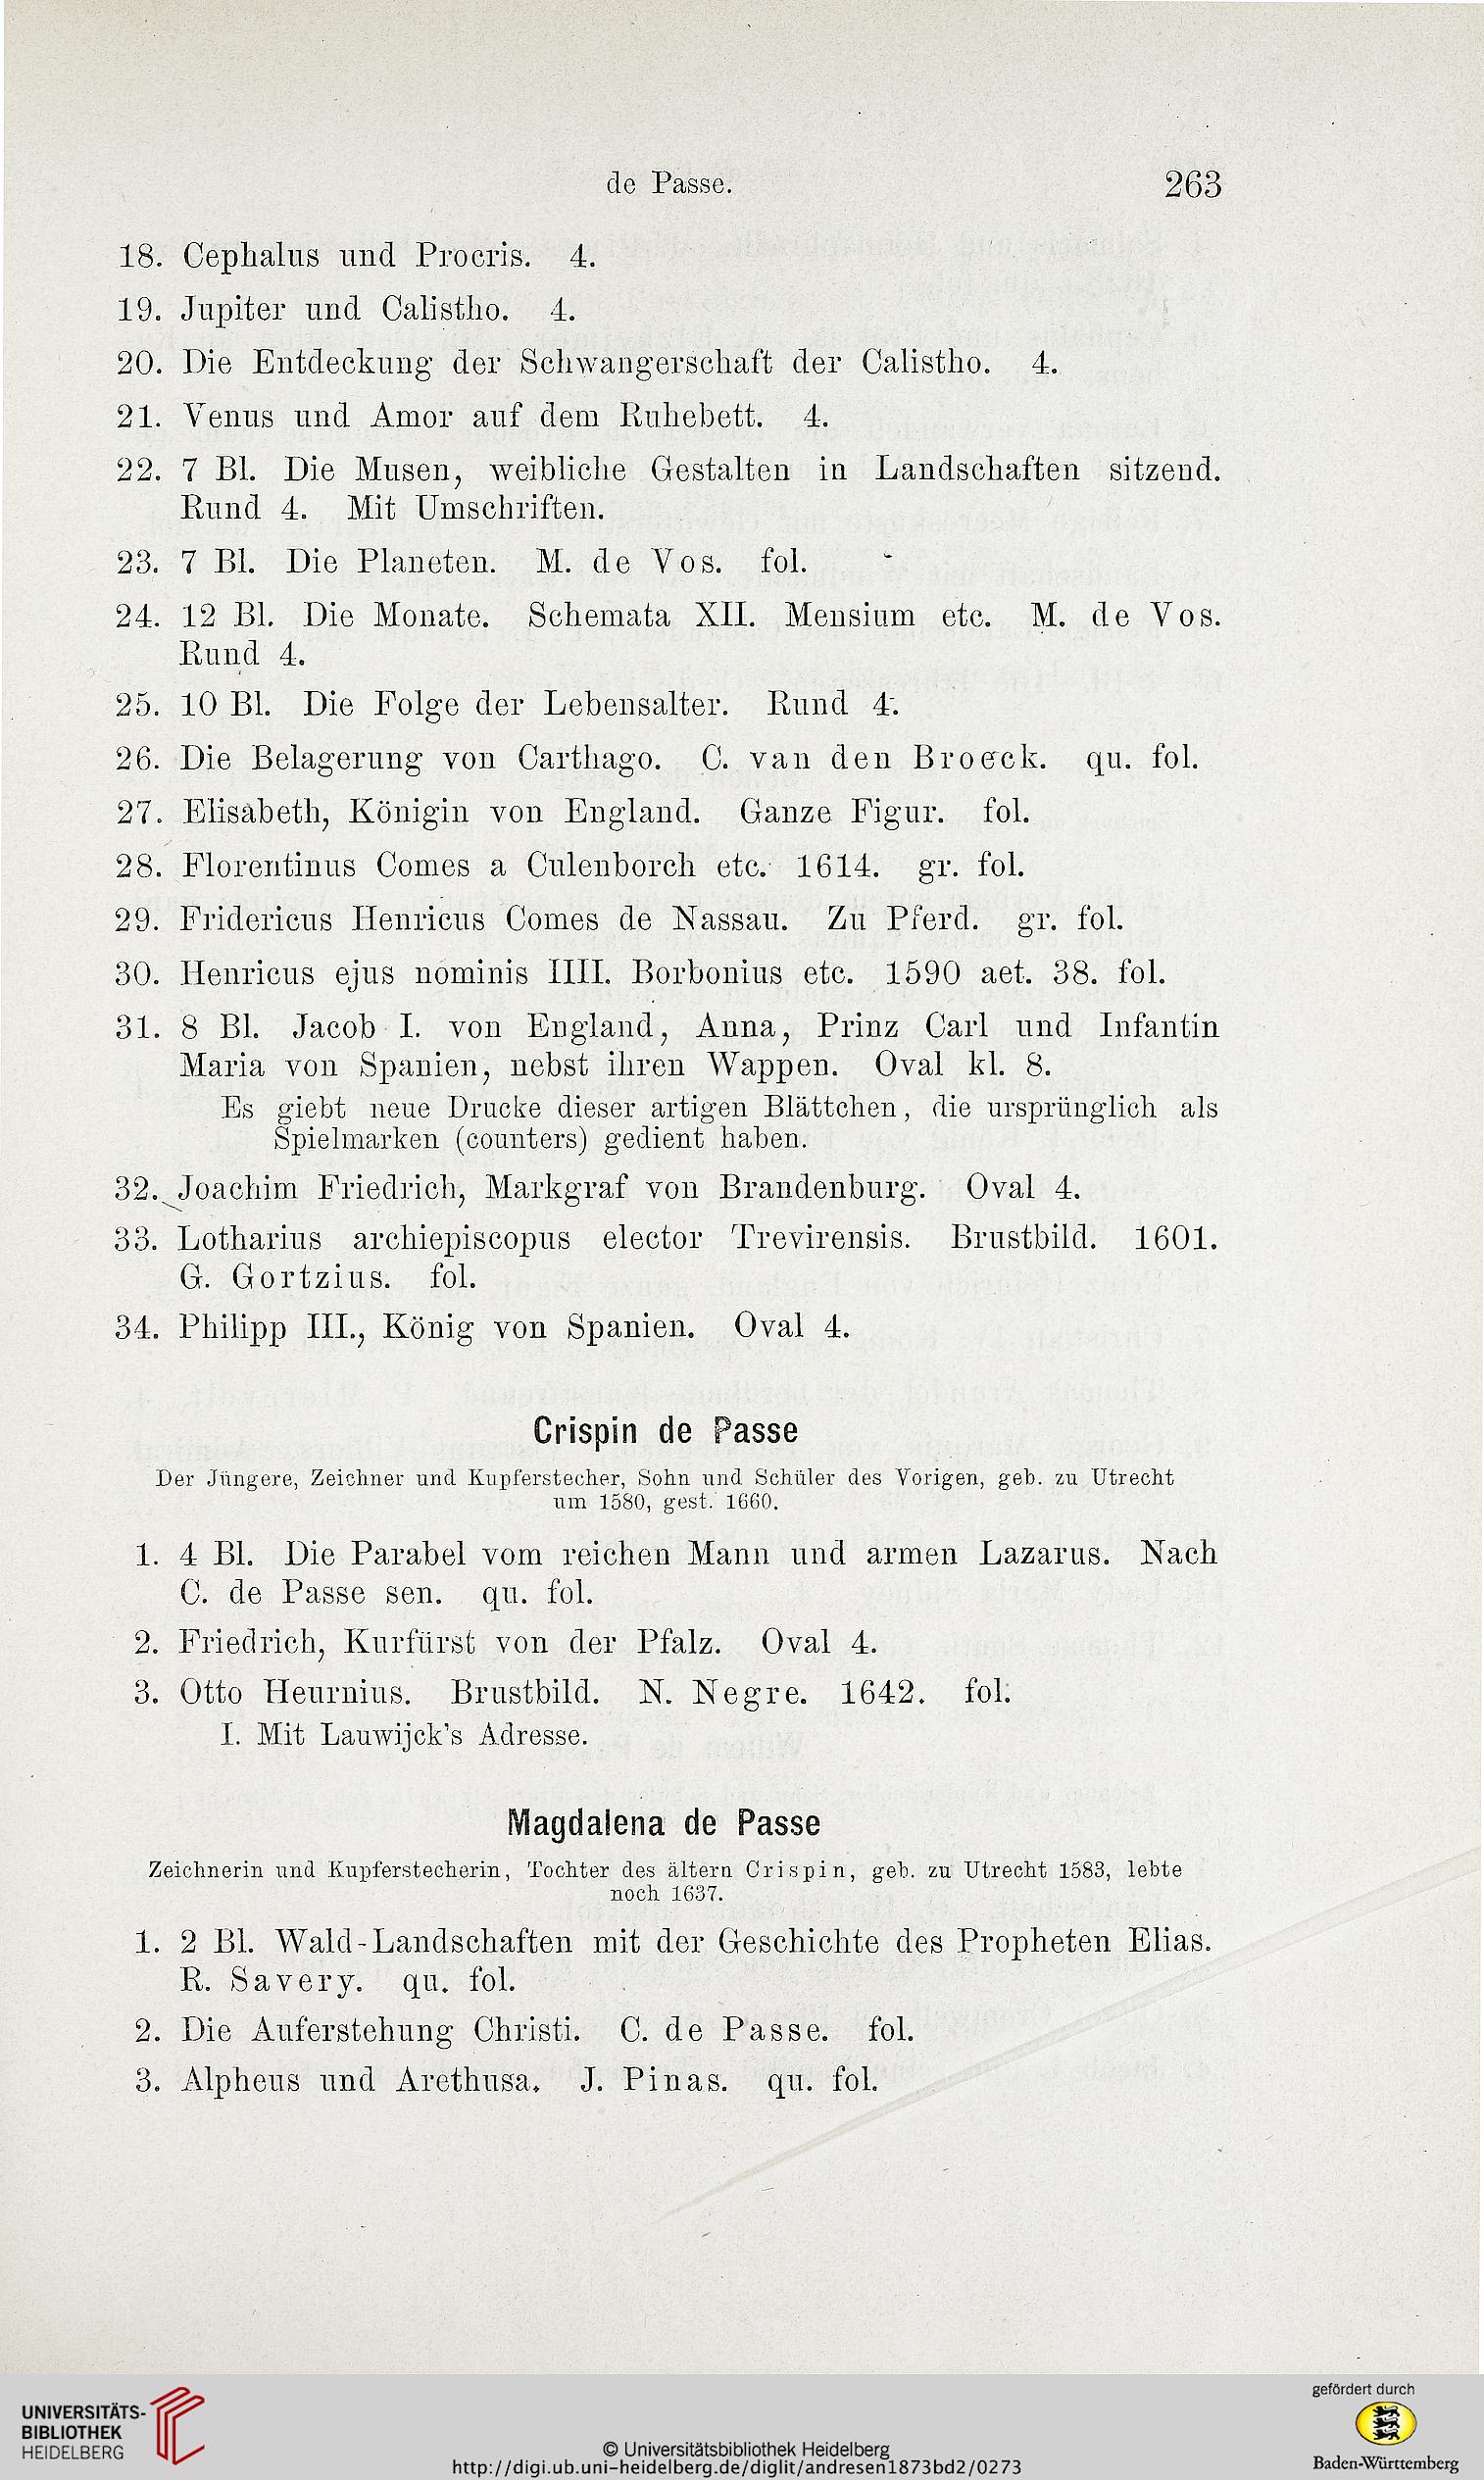 de Passe. 263
18. Cephalus und Procris. 4.
19. Jupiter und Calistho. 4.
20. Die Entdeckung der Schwangerschaft der Calistho. 4.
21. Venus und Amor auf dem Ruhebett. 4.
22. 7 Bl. Die Musen, weibliche Gestalten in Landschaften sitzend.
Rund 4. Mit Umschriften.
23. 7 Bl. Die Planeten. M. de Vos. fol.
24. 12 Bl. Die Monate. Schemata XII. Mensium etc. M. de Vos.
Rund 4.
25. 10 Bl. Die Folge der Lebensalter. Rund 4.
26. Die Belagerung von Carthago. C. van den Broeck. qu. fol.
27. Elisabeth, Königin von England. Ganze Figur. fol.
28. Florentinus Comes a Culenborch etc. 1614. gr. fol.
29. Fridericus Henricus Comes de Nassau. Zu Pferd. gr. fol.
30. Henricus ejus nominis IIII. Borbonius etc. 1590 aet. 38. fol.
31. 8 Bl. Jacob I. von England, Anna, Prinz Carl und Infantin
Maria von Spanien, nebst ihren Wappen. Oval kl. 8.
Es giebt neue Drucke dieser artigen Blättchen, die ursprünglich als
Spielmarken (counters) gedient haben.
32. Joachim Friedrich, Markgraf von Brandenburg. Oval 4.
33. Lotharius archiepiscopus elector Trevirensis. Brustbild. 1601.
G. Gortzius. fol.
34. Philipp III., König von Spanien. Oval 4.
Crispin de Passe
Der Jüngere, Zeichner und Kupferstecher, Sohn und Schüler des Vorigen, geb. zu Utrecht
um 1580, gest. 1660.
1. 4 Bl. Die Parabel vom reichen Mann und armen Lazarus. Nach
C. de Passe sen. qu. fol.
2. Friedrich, Kurfürst von der Pfalz. Oval 4.
3. Otto Heurnius. Brustbild. N. Negre. 1642. fol.
I. Mit Lauwijck's Adresse.
Magdalena de Passe
Zeichnerin und Kupferstecherin, Tochter des ältern Crispin, geb. zu Utrecht 1583, lebte
noch 1637.
1. 2 Bl. Wald-Landschaften mit der Geschichte des Propheten Elias.
R. Savery. qu. fol.
2. Die Auferstehung Christi. C. de Passe. fol.
3. Alpheus und Arethusa. J. Pinas. qu. fol.
UNIVERSITÄTS-
BIBLIOTHEK
HEIDELBERG
© Universitätsbibliothek Heidelberg
http://digi.ub.uni-heidelberg.de/diglit/andresen1873bd2/0273
gefördert durch
Baden-Württemberg